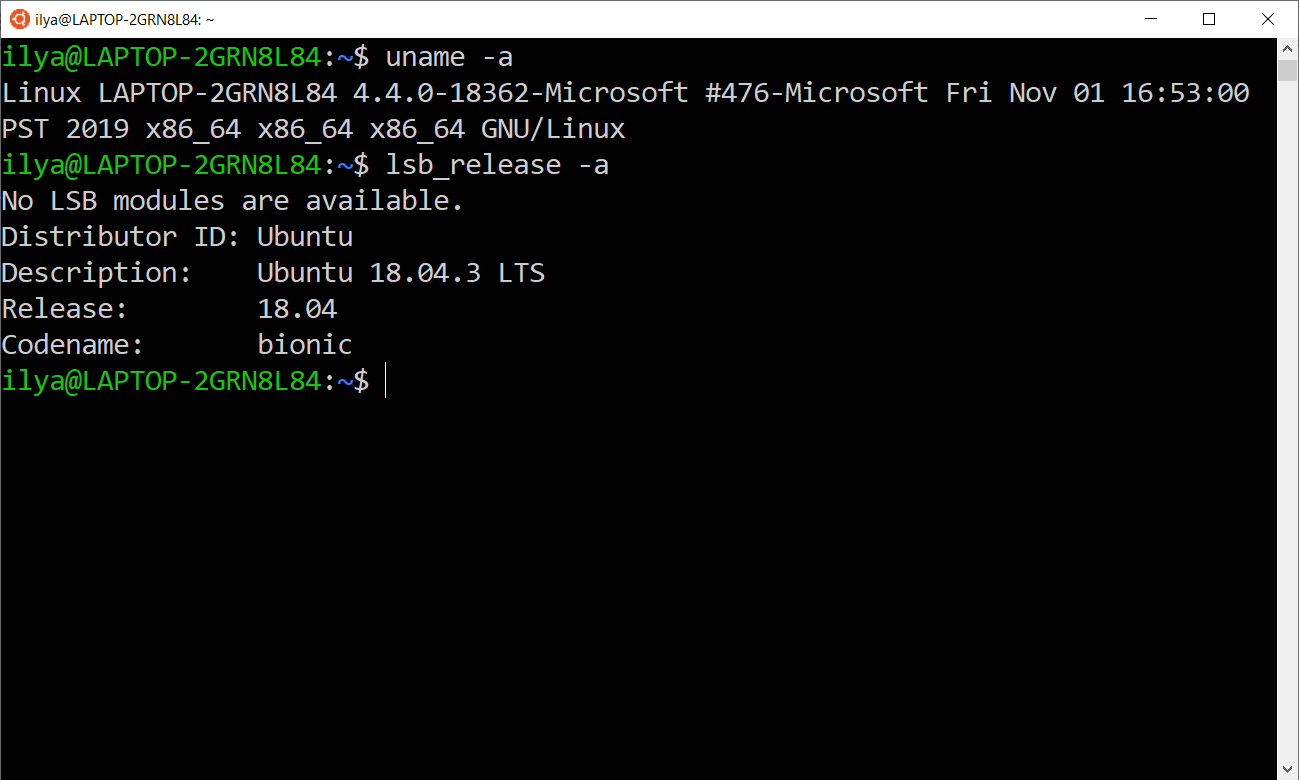 ilya@LAPTOP-2GRN8L84: ~
ilya@LAPTOP-2GRN8L84:~$ uname -a
Linux LAPTOP-2GRN8L84 4.4.0-18362-Microsoft #476-Microsoft Fri Nov 01 16:53:00
PST 2019 x86_64 x86_64 x86_64 GNU/Linux
ilya@LAPTOP-2GRN8L84:~$ lsb_release -a
No LSB modules are available.
Distributor ID: Ubuntu
Description:    Ubuntu 18.04.3 LTS
Release:        18.04
Codename:       bionic
ilya@LAPTOP-2GRN8L84:~$